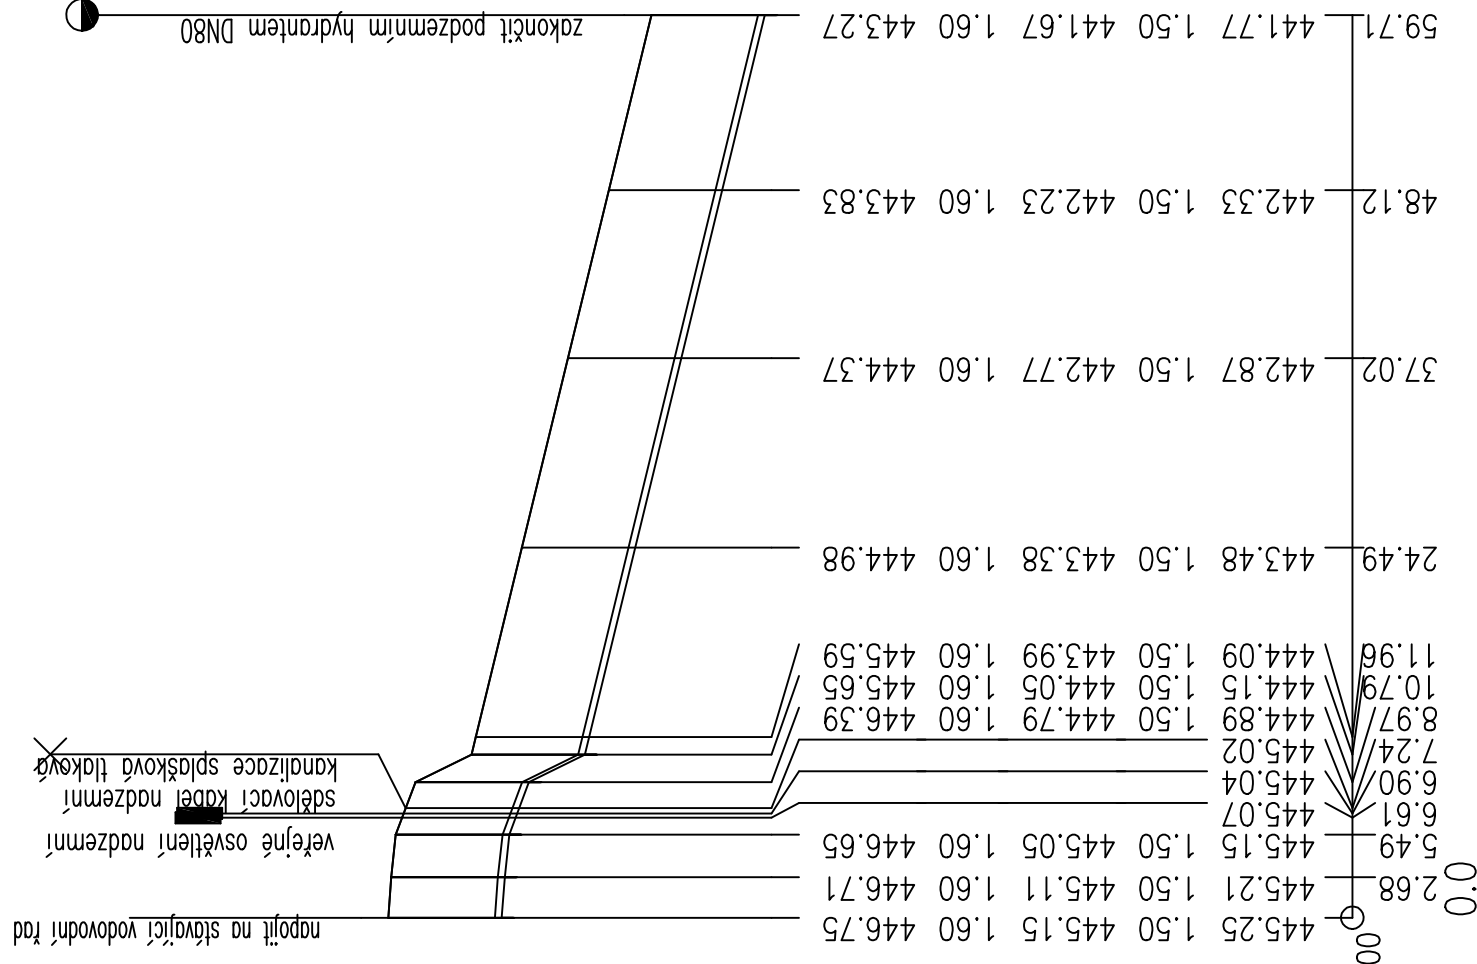 00
445.25 1.50 445.15 1.60 446.75 napojit na stávající vodovodní řad
0.0
2.68 445.21 1.50 445.11 1.60 446.71
5.49 445.15 1.50 445.05 1.60 446.65 veřejné osvětlení nadzemní
6.61 445.07
sdělovací kabel nadzemní
6.90 445.04
kanalizace splašková tlaková
7.24 445.02
8.97 444.89 1.50 444.79 1.60 446.39
10.79 444.15 1.50 444.05 1.60 445.65
11.96 444.09 1.50 443.99 1.60 445.59
24.49 443.48 1.50 443.38 1.60 444.98
37.02 442.87 1.50 442.77 1.60 444.37
48.12 442.33 1.50 442.23 1.60 443.83
59.71 441.77 1.50 441.67 1.60 443.27 zakončit podzemním hydrantem DN80